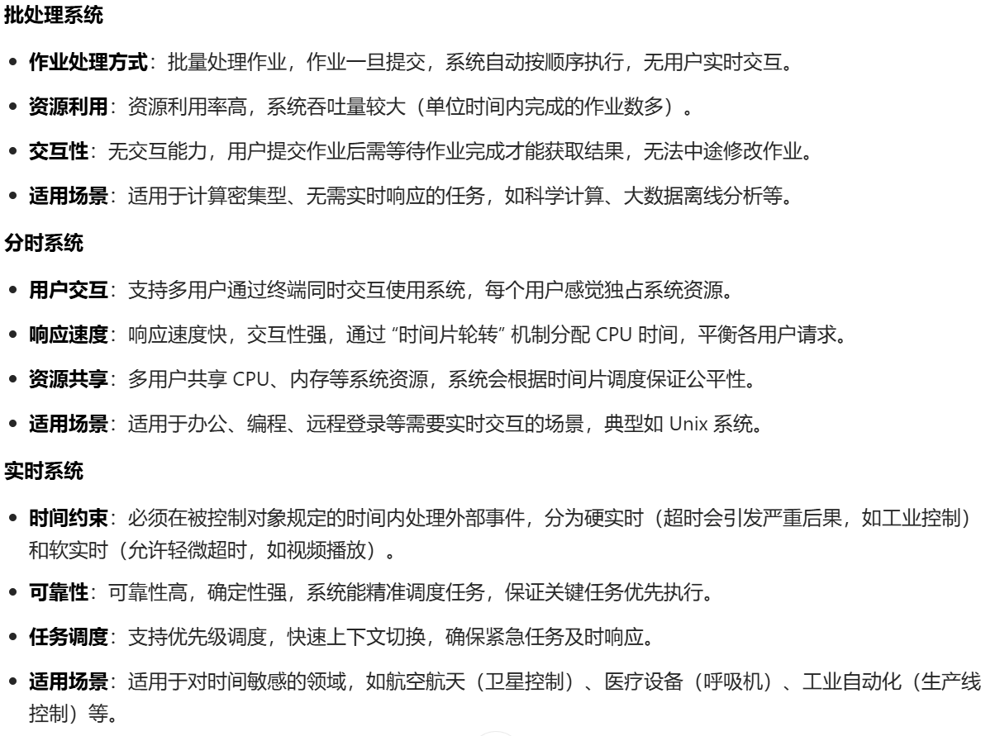 批处理系统
• 作业处理方式：批量处理作业，作业一旦提交，系统自动按顺序执行，无用户实时交互。
• 资源利用：资源利用率高，系统吞吐量较大（单位时间内完成的作业数多）。
• 交互性：无交互能力，用户提交作业后需等待作业完成才能获取结果，无法中途修改作业。
• 适用场景：适用于计算密集型、无需实时响应的任务，如科学计算、大数据离线分析等。
分时系统
• 用户交互：支持多用户通过终端同时交互使用系统，每个用户感觉独占系统资源。
• 响应速度：响应速度快，交互性强，通过 “时间片轮转” 机制分配 CPU 时间，平衡各用户请求。
• 资源共享：多用户共享 CPU、内存等系统资源，系统会根据时间片调度保证公平性。
• 适用场景：适用于办公、编程、远程登录等需要实时交互的场景，典型如 Unix 系统。
实时系统
• 时间约束：必须在被控制对象规定的时间内处理外部事件，分为硬实时（超时会引发严重后果，如工业控制）
和软实时（允许轻微超时，如视频播放）。
• 可靠性：可靠性高，确定性强，系统能精准调度任务，保证关键任务优先执行。
• 任务调度：支持优先级调度，快速上下文切换，确保紧急任务及时响应。
• 适用场景：适用于对时间敏感的领域，如航空航天（卫星控制）、医疗设备（呼吸机）、工业自动化（生产线
控制）等。